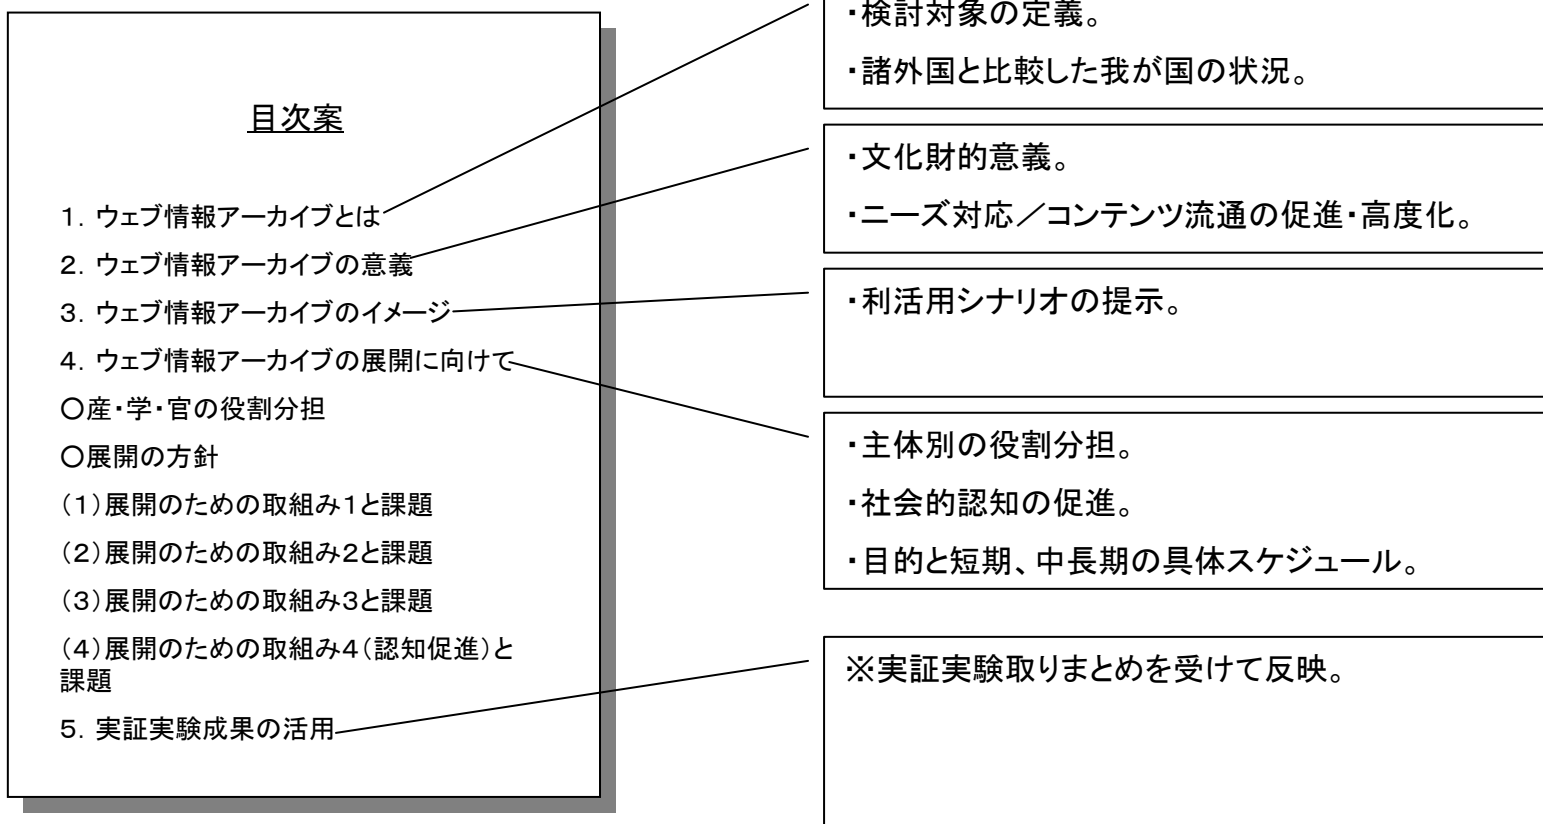 目次案
1．ウェブ情報アーカイブとは
2．ウェブ情報アーカイブの意義
3．ウェブ情報アーカイブのイメージ
4．ウェブ情報アーカイブの展開に向けて
○産・学・官の役割分担
○展開の方針
（1）展開のための取組み1と課題
（2）展開のための取組み2と課題
（3）展開のための取組み3と課題
（4）展開のための取組み4（認知促進）と
課題
5．実証実験成果の活用
・検討対象の定義。
・諸外国と比較した我が国の状況。
・文化財的意義。
・ニーズ対応／コンテンツ流通の促進・高度化。
・利活用シナリオの提示。
・主体別の役割分担。
・社会的認知の促進。
・目的と短期、中長期の具体スケジュール。
※実証実験取りまとめを受けて反映。